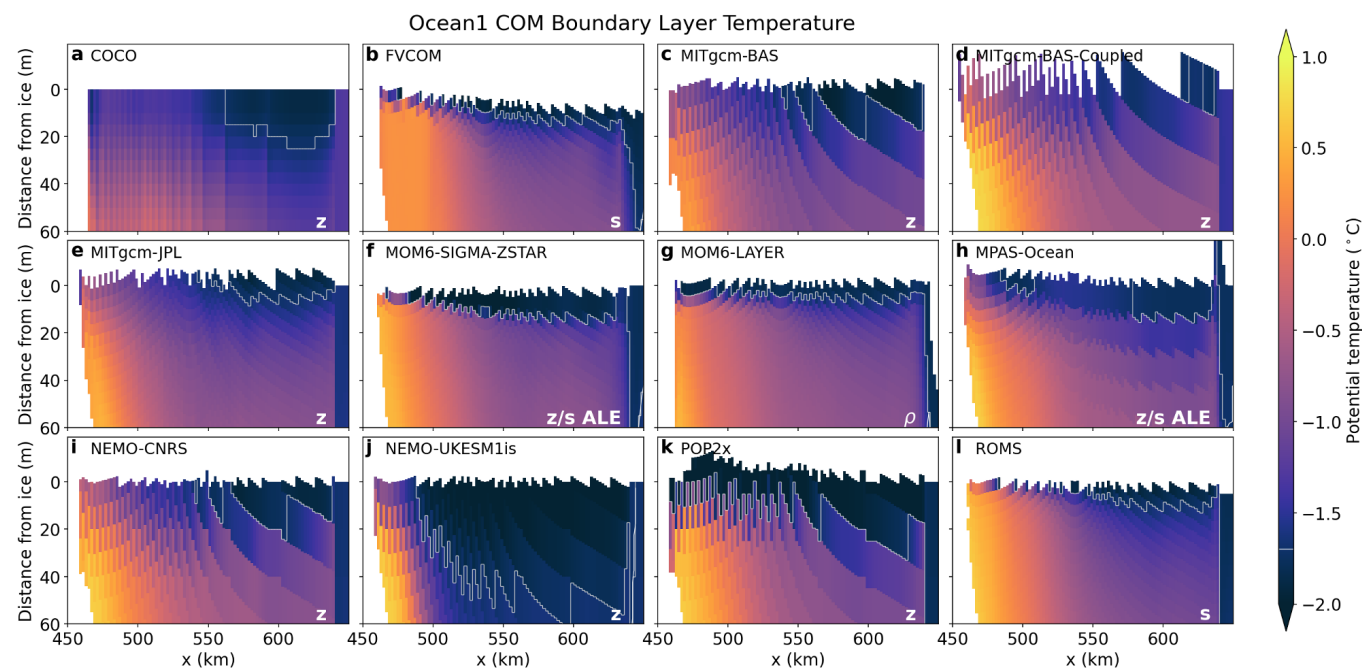 Ocean1 COM Boundary Layer Temperature
a COCO
b FVCOM
c MITgcm-BAS
d MITgcm-BAS-Coupled
Distance from ice (m)
0
20
40
60
z
s
z
z
e MITgcm-JPL
f MOM6-SIGMA-ZSTAR
g MOM6-LAYER
h MPAS-Ocean
Distance from ice (m)
0
20
40
60
z
z/s ALE
ρ
z/s ALE
i NEMO-CNRS
j NEMO-UKESM1is
k POP2x
l ROMS
Distance from ice (m)
0
20
40
60
z
z
z
s
450 500 550 600
450 500 550 600
450 500 550 600
450 500 550 600
x (km)
x (km)
x (km)
x (km)
1.0
0.5
0.0
−0.5
−1.0
−1.5
−2.0
Potential temperature (°C)